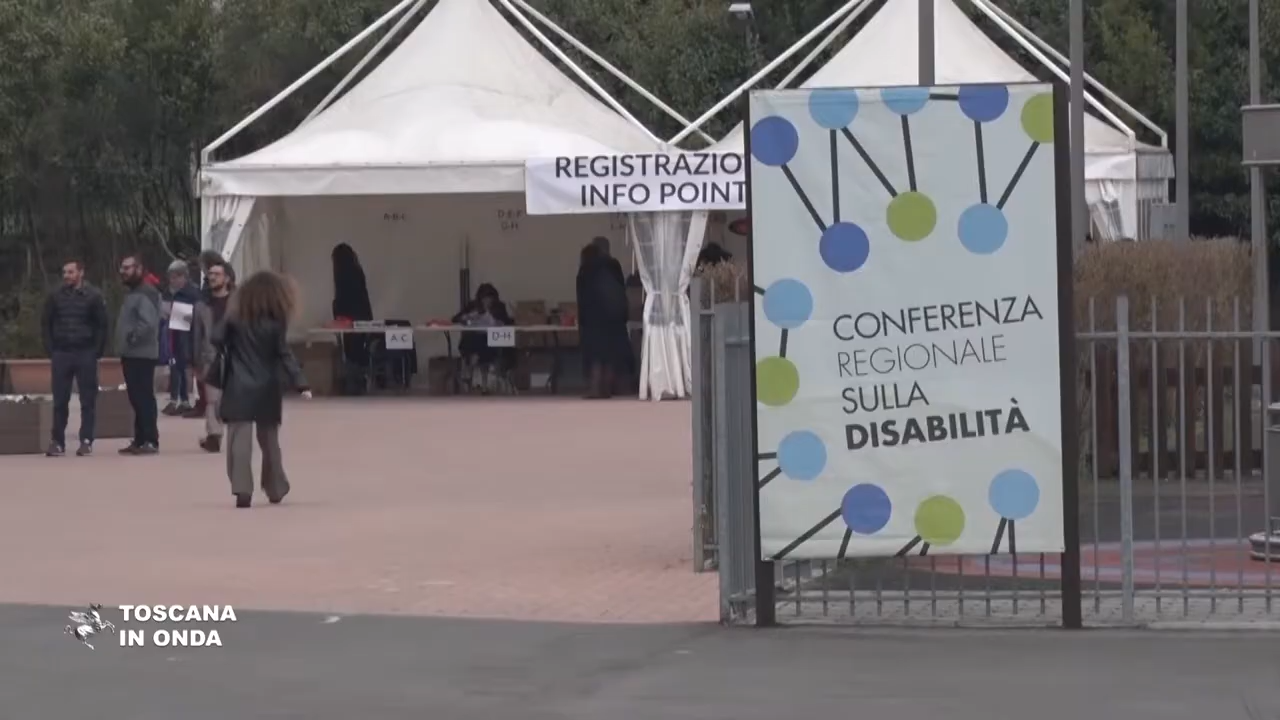 REGISTRAZIO
INFO POINT
A-C
D-H
CONFERENZA
REGIONALE
SULLA
DISABILITÀ
TOSCANA
IN ONDA